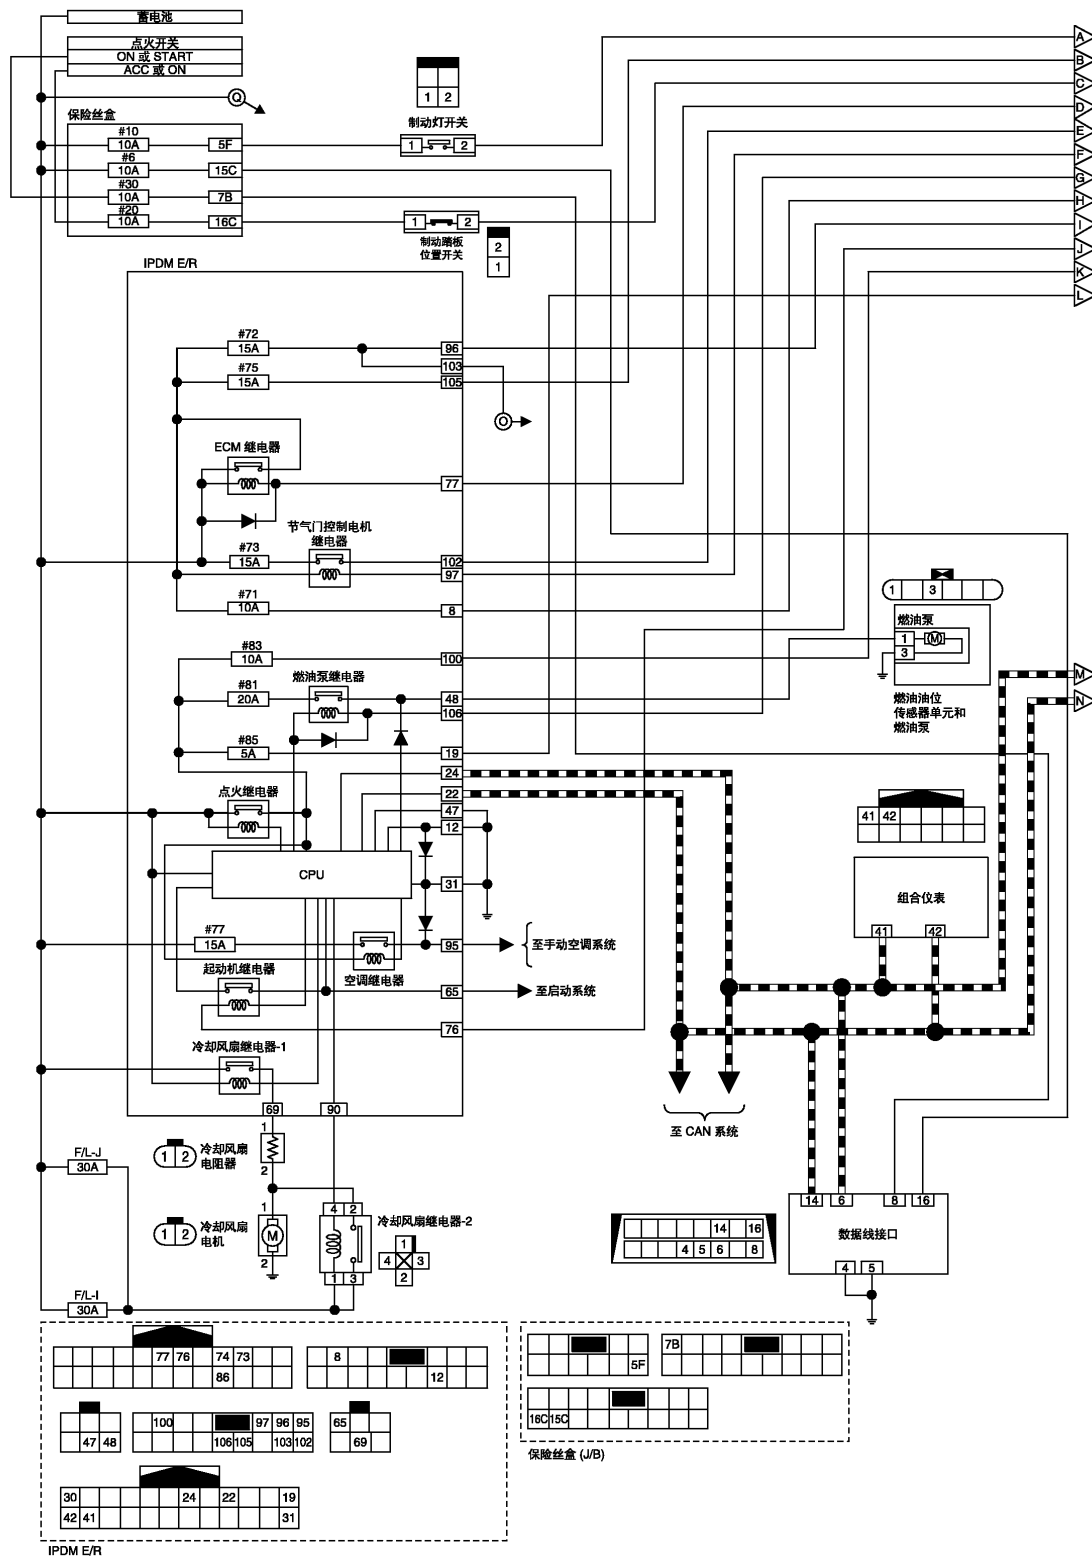 蓄电池
点火开关
ON 或 START
ACC 或 ON
Q
保险丝盒
#10
10A
5F
#6
10A
15C
#30
10A
7B
#20
10A
16C
1 2
制动灯开关
1 2
1 2
制动踏板
位置开关
2
1
A
B
C
D
E
F
G
H
I
J
K
L
IPDM E/R
#72
15A
96
103
#75
15A
105
O
ECM 继电器
77
节气门控制电机
继电器
#73
15A
102
97
#71
10A
8
#83
10A
100
燃油泵继电器
#81
20A
48
106
#85
5A
19
24
22
47
12
点火继电器
CPU
31
#77
15A
95
至手动空调系统
空调继电器
起动机继电器
65
至启动系统
76
冷却风扇继电器-1
69 90
1 3
燃油泵
1 M
3
燃油油位
传感器单元和
燃油泵
M
N
41 42
组合仪表
41 42
至 CAN 系统
F/L-J
30A
1 2
冷却风扇
电阻器
1
2
1 2
冷却风扇
电机
1
M
2
4 2
1 3
冷却风扇继电器-2
1
4 3
2
F/L-I
30A
14 16
4 5 6 8
14 6 8 16
数据线接口
4 5
77 76 74 73
86
8
12
47 48
100 97 96 95
106 105 103 102
65
69
30 24 22 19
42 41 31
IPDM E/R
5F
7B
16C 15C
保险丝盒 (J/B)